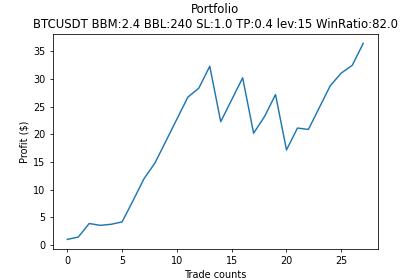 Portfolio
BTCUSDT BBM:2.4 BBL:240 SL:1.0 TP:0.4 lev:15 WinRatio:82.0
35
30
25
20
15
10
5
0
Profit ($)
0 5 10 15 20 25
Trade counts